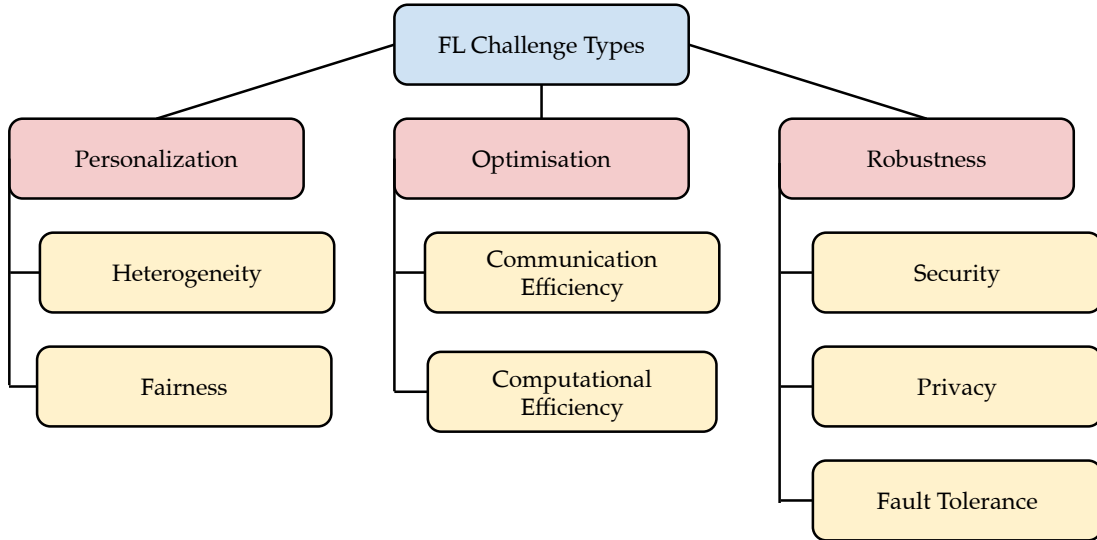 FL Challenge Types
Personalization
Optimisation
Robustness
Heterogeneity
Communication
Efficiency
Security
Fairness
Computational
Efficiency
Privacy
Fault Tolerance